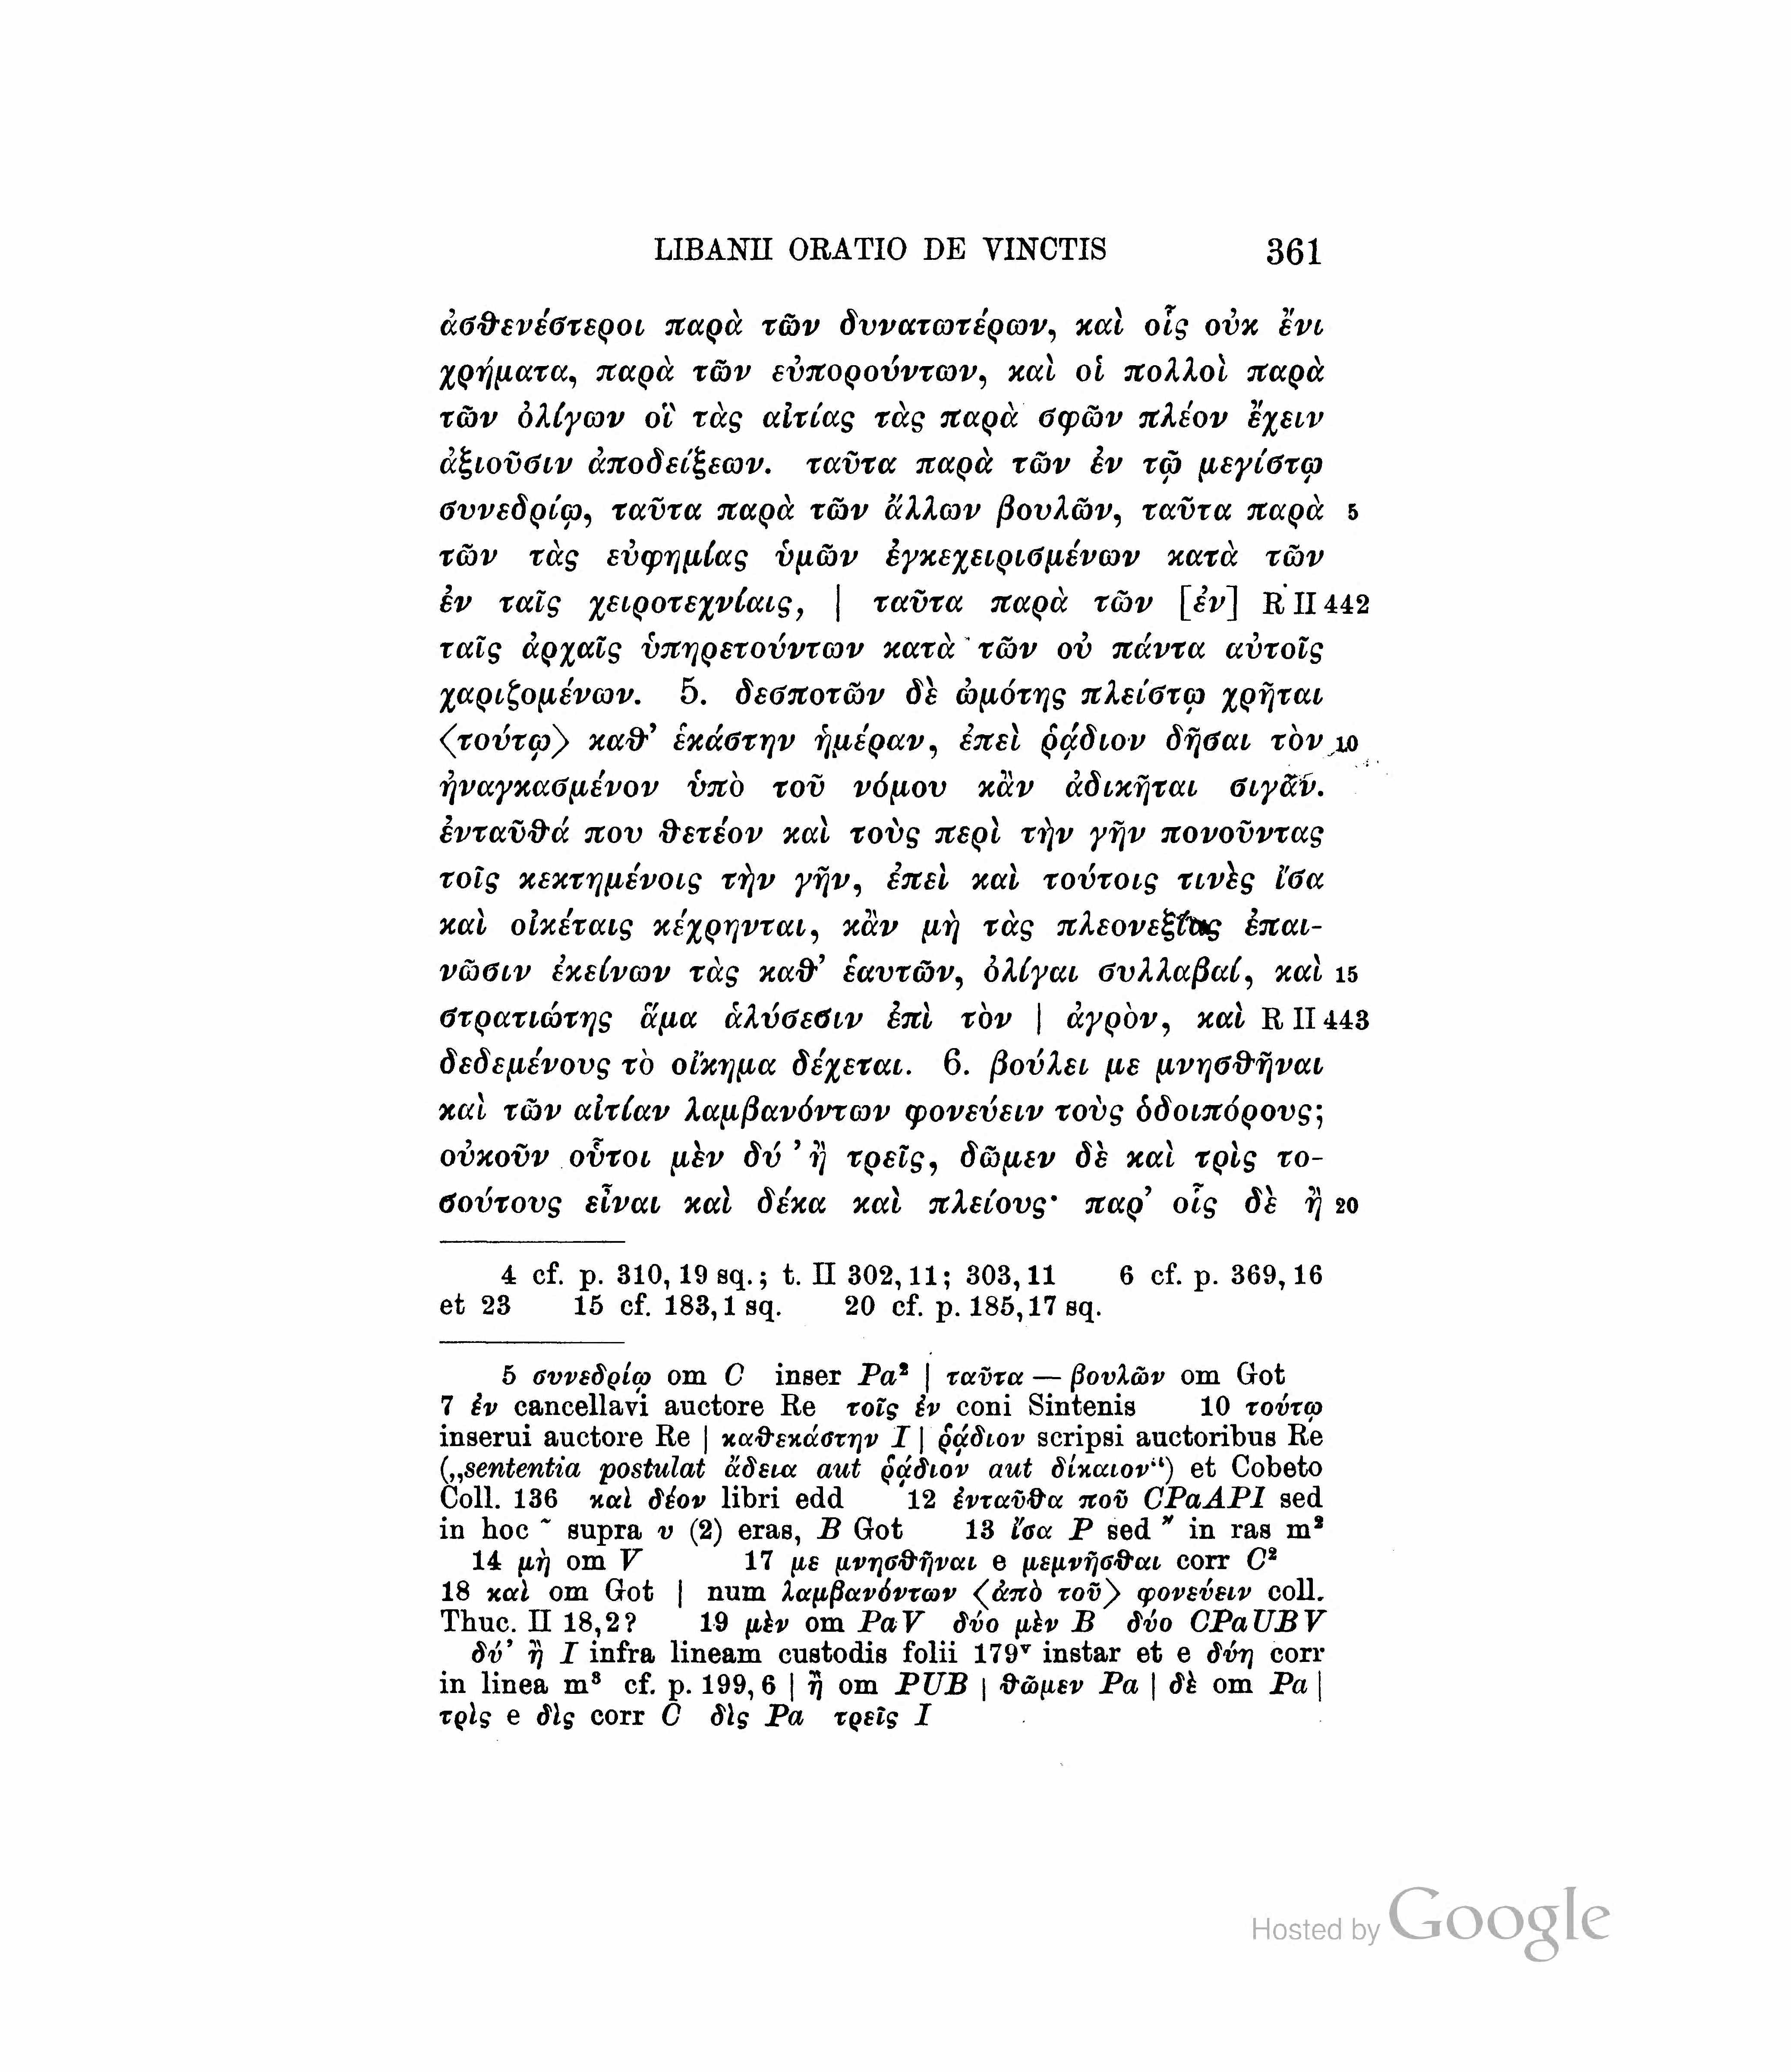 LIBANII ORATIO DE VINCTIS 361
ἀσθενέστεροι παρὰ τῶν δυνατωτέρων, καὶ οἷς οὐκ ἔνι
χρήματα, παρὰ τῶν εὐπορούντων, καὶ οἱ πολλοὶ παρὰ
τῶν ὀλίγων οἳ τὰς αἰτίας τὰς παρὰ σφῶν πλέον ἔχειν
ἀξιοῦσιν ἀποδείξεων. ταῦτα παρὰ τῶν ἐν τῷ μεγίστῳ
συνεδρίῳ, ταῦτα παρὰ τῶν ἄλλων βουλῶν, ταῦτα παρὰ 5
τῶν τὰς εὐφημίας ὑμῶν ἐγκεχειρισμένων κατὰ τῶν
ἐν ταῖς χειροτεχνίαις, | ταῦτα παρὰ τῶν [ἐν] R II 442
ταῖς ἀρχαῖς ὑπηρετούντων κατὰ τῶν οὐ πάντα αὐτοῖς
χαριζομένων. 5. δεσποτῶν δὲ ὠμότης πλείστῳ χρῆται
⟨τούτῳ⟩ καθ’ ἑκάστην ἡμέραν, ἐπεὶ ῥᾴδιον δῆσαι τὸν 10
ἠναγκασμένον ὑπὸ τοῦ νόμου κἂν ἀδικῆται σιγᾶν.
ἐνταῦθά που θετέον καὶ τοὺς περὶ τὴν γῆν πονοῦντας
τοῖς κεκτημένοις τὴν γῆν, ἐπεὶ καὶ τούτοις τινὲς ἴσα
καὶ οἰκέταις κέχρηνται, κἂν μὴ τὰς πλεονεξίας ἐπαι-
νῶσιν ἐκείνων τὰς καθ’ ἑαυτῶν, ὀλίγαι συλλαβαί, καὶ 15
στρατιώτης ἅμα ἁλύσεσιν ἐπὶ τὸν | ἀγρὸν, καὶ R II 443
δεδεμένους τὸ οἴκημα δέχεται. 6. βούλει με μνησθῆναι
καὶ τῶν αἰτίαν λαμβανόντων φονεύειν τοὺς ὁδοιπόρους;
οὐκοῦν οὗτοι μὲν δύ’ ἢ τρεῖς, δῶμεν δὲ καὶ τρὶς το-
σούτους εἶναι καὶ δέκα καὶ πλείους· παρ’ οἷς δὲ ἢ 20
4 cf. p. 310, 19 sq.; t. II 302, 11; 303, 11 6 cf. p. 369, 16
et 23 15 cf. 183, 1 sq. 20 cf. p. 185, 17 sq.
5 συνεδρίῳ om C inser Pa² | ταῦτα — βουλῶν om Got
7 ἐν cancellavi auctore Re τοῖς ἐν coni Sintenis 10 τούτῳ
inserui auctore Re | καθεκάστην I | ῥᾴδιον scripsi auctoribus Re
(„sententia postulat ἄδεια aut ῥᾴδιον aut δίκαιον“) et Cobeto
Coll. 136 καὶ δέον libri edd 12 ἐνταῦθα ποῦ CPaAPI sed
in hoc ῀ supra υ (2) eras, B Got 13 ἴσα P sed ῎ in ras m²
14 μὴ om V 17 με μνησθῆναι e μεμνῆσθαι corr C²
18 καὶ om Got | num λαμβανόντων ⟨ἀπὸ τοῦ⟩ φονεύειν coll.
Thuc. II 18, 2? 19 μὲν om PaV δύο μὲν B δύο CPaUBV
δύ’ ἢ I infra lineam custodis folii 179ᵛ instar et e δύη corr
in linea m³ cf. p. 199, 6 | ἢ om PUB | θῶμεν Pa | δὲ om Pa |
τρὶς e δὶς corr C δὶς Pa τρεῖς I
Hosted by Google